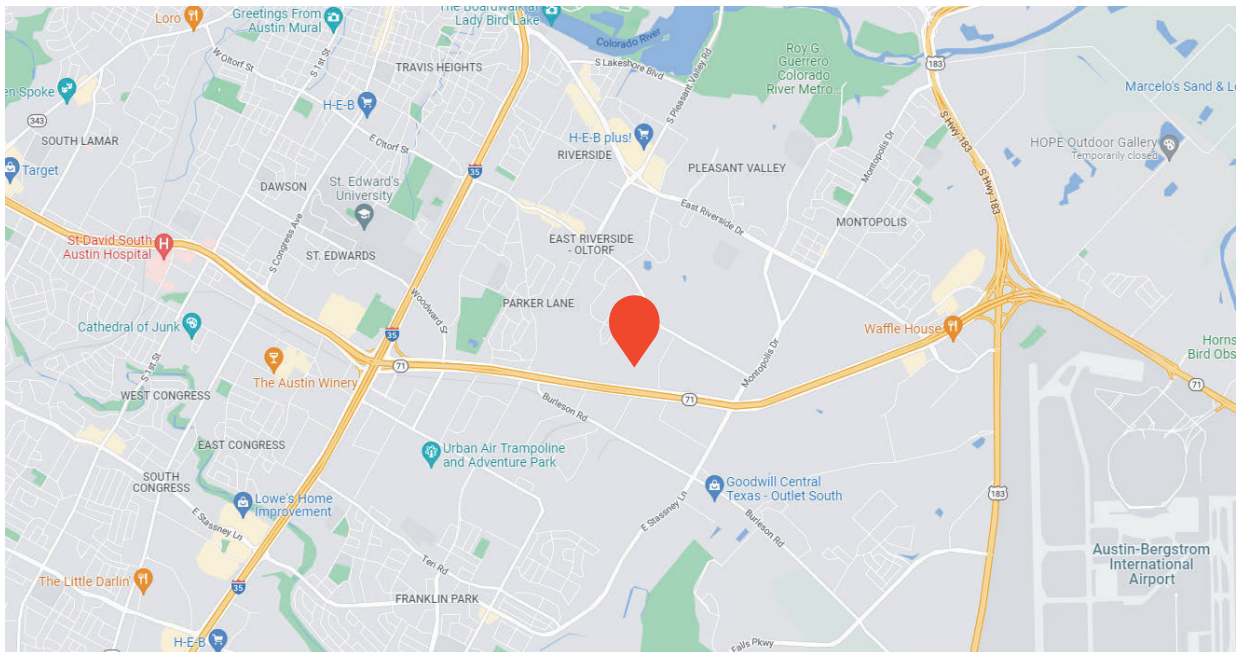 Loro
Greetings From
Austin Mural
The Boardwalk at
Lady Bird Lake
Colorado River
183
S 1st St
W Oltorf St
TRAVIS HEIGHTS
S Lakeshore Blvd
S Pleasant Valley Rd
Roy G
Guerrero
Colorado
River Metro...
S Hwy 183
Marcelo's Sand & Lo
en Spoke
343
H-E-B
SOUTH LAMAR
E Oltorf St
H-E-B plus!
RIVERSIDE
PLEASANT VALLEY
Montopolis Dr
HOPE Outdoor Gallery
Temporarily closed
Target
35
DAWSON
St. Edward's
University
S Hwy 183
St David South
Austin Hospital
S Congress Ave
ST. EDWARDS
EAST RIVERSIDE
- OLTORF
East Riverside Dr
MONTOPOLIS
Woodward St
PARKER LANE
Cathedral of Junk
35
Waffle House
Horns
Bird Obs
S 1st St
The Austin Winery
71
Montopolis Dr
71
71
WEST CONGRESS
Burleson Rd
EAST CONGRESS
Urban Air Trampoline
and Adventure Park
SOUTH
CONGRESS
Goodwill Central
Texas - Outlet South
183
Lowe's Home
Improvement
E Stassney Ln
E Stassney Ln
Burleson Rd
Austin-Bergstrom
International
Airport
The Little Darlin'
35
Teri Rd
FRANKLIN PARK
H-E-B
Falls Pkwy